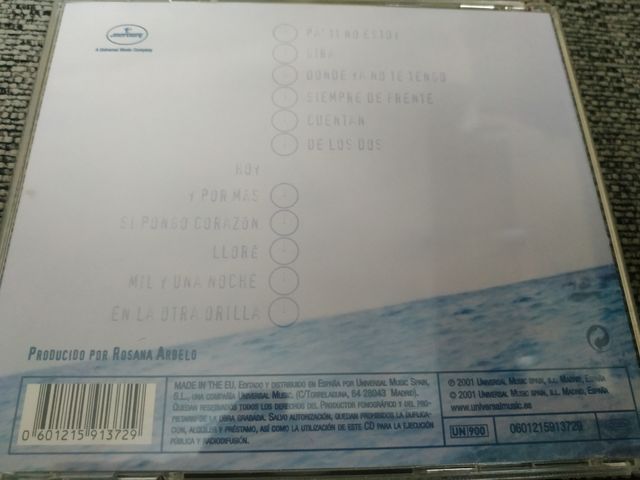 mercury
A Universal Music Company
PA' TI NO ESTOY
DONDE YA NO TE TENGO
SIEMPRE DE FRENTE
CUENTAN
DE LOS DOS
HOY
Y POR MÁS
SI PONGO CORAZÓN
LLORÉ
MIL Y UNA NOCHE
EN LA OTRA ORILLA
PRODUCIDO POR ROSANA ARBELO
MADE IN THE EU. EDITADO Y DISTRIBUIDO EN ESPAÑA POR UNIVERSAL MUSIC SPAIN,
S.L., UNA COMPAÑÍA UNIVERSAL MUSIC. (C/TORRELAGUNA, 64 28043 MADRID).
QUEDAN RESERVADOS TODOS LOS DERECHOS DEL PRODUCTOR FONOGRÁFICO Y DEL PRO-
PIETARIO DE LA OBRA GRABADA. SALVO AUTORIZACIÓN, QUEDAN PROHIBIDOS LA DUPLICA-
CIÓN, ALQUILER Y PRÉSTAMO, ASÍ COMO LA UTILIZACIÓN DE ESTE CD PARA LA EJECUCIÓN
PÚBLICA Y RADIODIFUSIÓN.
℗ 2001 UNIVERSAL MUSIC SPAIN, S.L. MADRID, ESPAÑA
© 2001 UNIVERSAL MUSIC SPAIN, S.L. MADRID, ESPAÑA
www.universalmusic.es
UN 900
0601215913729
0 601215 913729